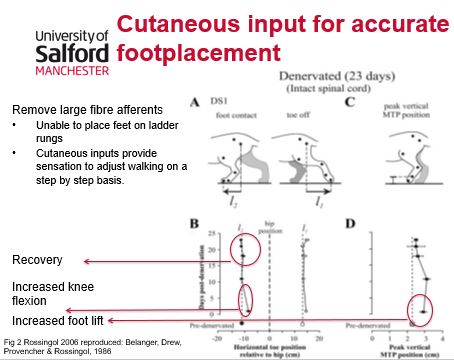 University of
Salford
MANCHESTER
Cutaneous input for accurate
footplacement
Remove large fibre afferents
• Unable to place feet on ladder
rungs
• Cutaneous inputs provide
sensation to adjust walking on a
step by step basis.
Recovery
Increased knee
flexion
Increased foot lift
Fig 2 Rossingol 2006 reproduced: Belanger, Drew,
Provencher & Rossingol, 1986
Denervated (23 days)
(Intact spinal cord)
A DS1
foot contact
toe off
C
peak vertical
MTP position
B
hip
position
D
Days post-denervation
25
20
15
10
5
0
Pre-denervated
-20 -10 0 10 20
Horizontal toe position
relative to hip (cm)
Pre-denervated
0 1 2 3 4
Peak vertical
MTP position (cm)